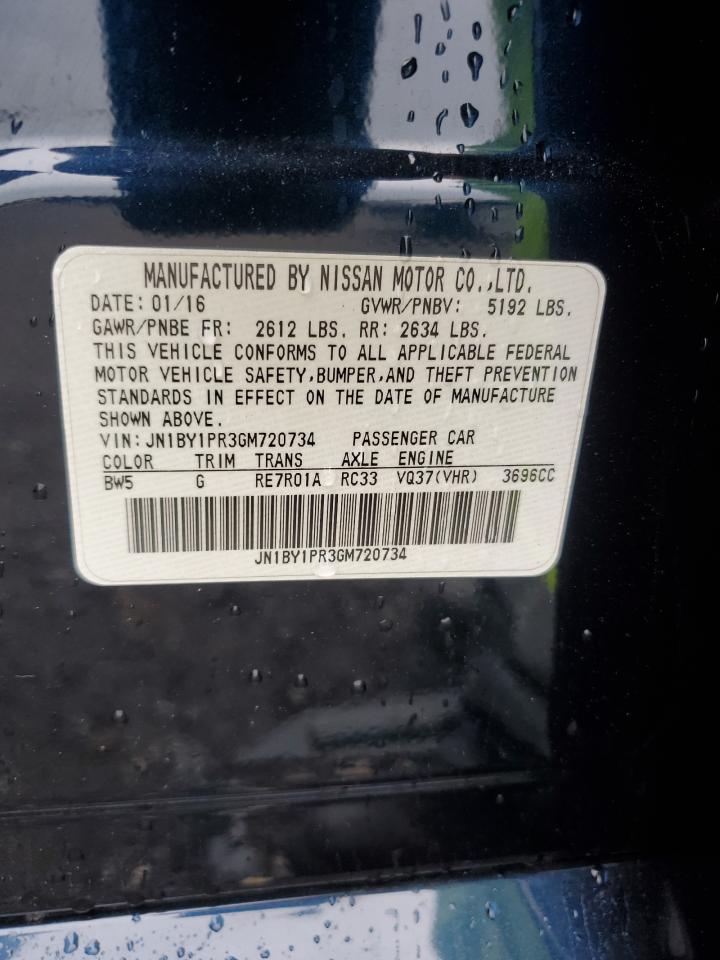 MANUFACTURED BY NISSAN MOTOR CO.,LTD.
DATE: 01/16 GVWR/PNBV: 5192 LBS.
GAWR/PNBE FR: 2612 LBS. RR: 2634 LBS.
THIS VEHICLE CONFORMS TO ALL APPLICABLE FEDERAL
MOTOR VEHICLE SAFETY,BUMPER,AND THEFT PREVENTION
STANDARDS IN EFFECT ON THE DATE OF MANUFACTURE
SHOWN ABOVE.
VIN:JN1BY1PR3GM720734 PASSENGER CAR
COLOR TRIM TRANS AXLE ENGINE
BW5 G RE7R01A RC33 VQ37(VHR) 3696CC
JN1BY1PR3GM720734